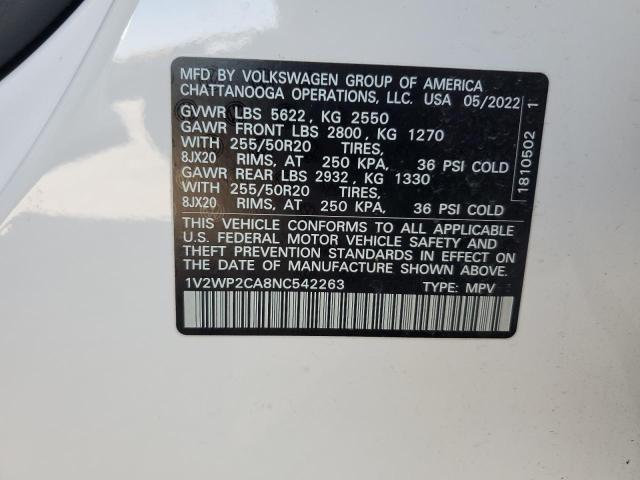 MFD BY VOLKSWAGEN GROUP OF AMERICA
CHATTANOOGA OPERATIONS, LLC. USA 05/2022
GVWR LBS 5622, KG 2550
GAWR FRONT LBS 2800, KG 1270
WITH 255/50R20 TIRES,
8JX20 RIMS, AT 250 KPA, 36 PSI COLD
GAWR REAR LBS 2932, KG 1330
WITH 255/50R20 TIRES,
8JX20 RIMS, AT 250 KPA, 36 PSI COLD
THIS VEHICLE CONFORMS TO ALL APPLICABLE
U.S. FEDERAL MOTOR VEHICLE SAFETY AND
THEFT PREVENTION STANDARDS IN EFFECT ON
THE DATE OF MANUFACTURE SHOWN ABOVE.
1V2WP2CA8NC542263 TYPE: MPV
1810502 1